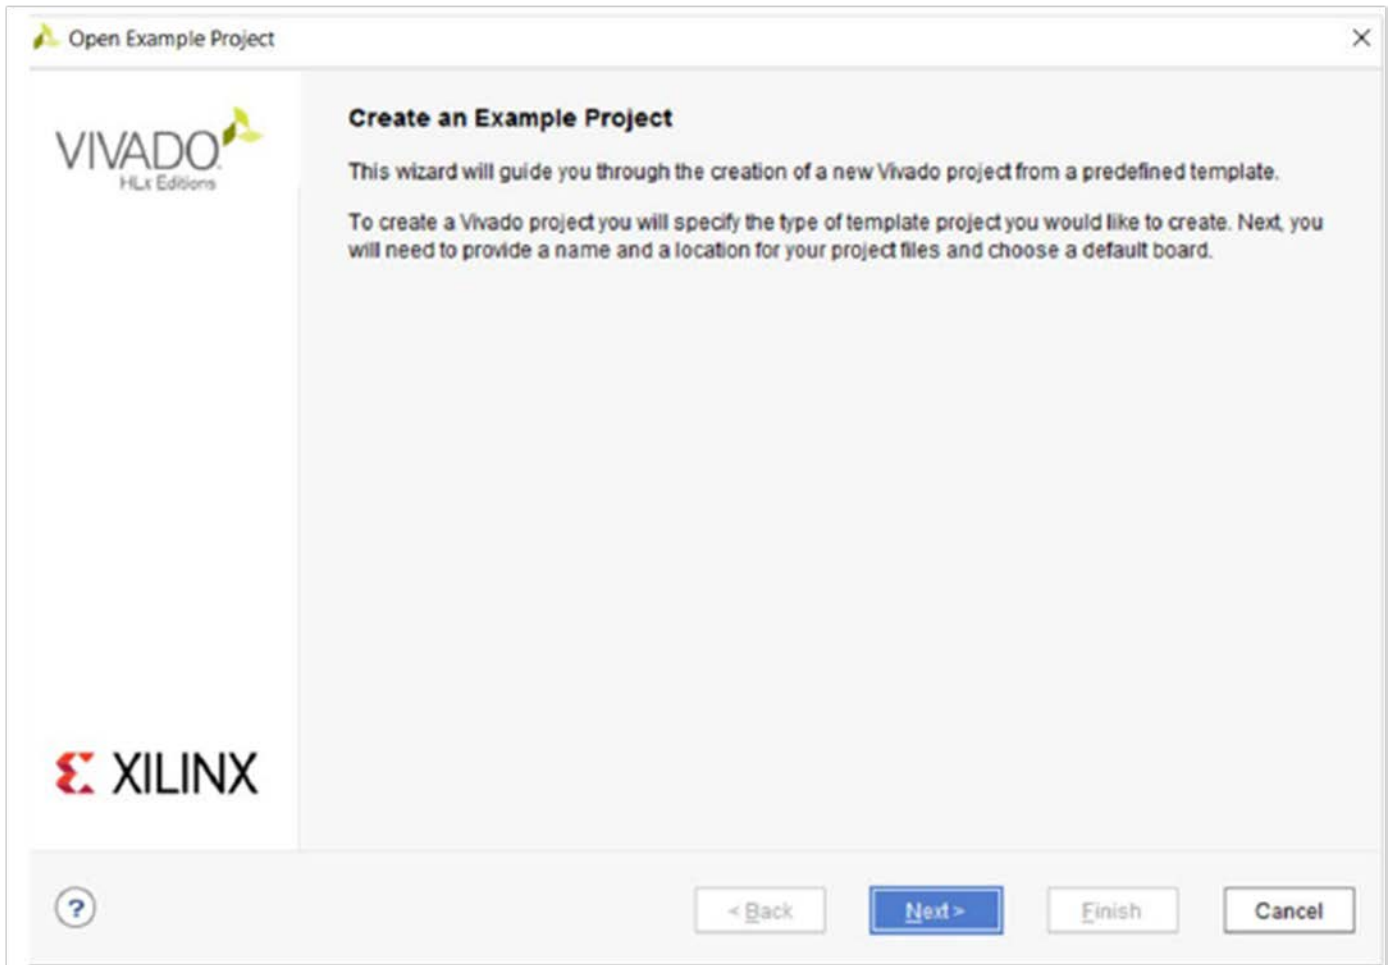 Open Example Project
VIVADO
HLx Editions
Create an Example Project
This wizard will guide you through the creation of a new Vivado project from a predefined template.
To create a Vivado project you will specify the type of template project you would like to create. Next, you
will need to provide a name and a location for your project files and choose a default board.
XILINX
?
< Back
Next >
Finish
Cancel